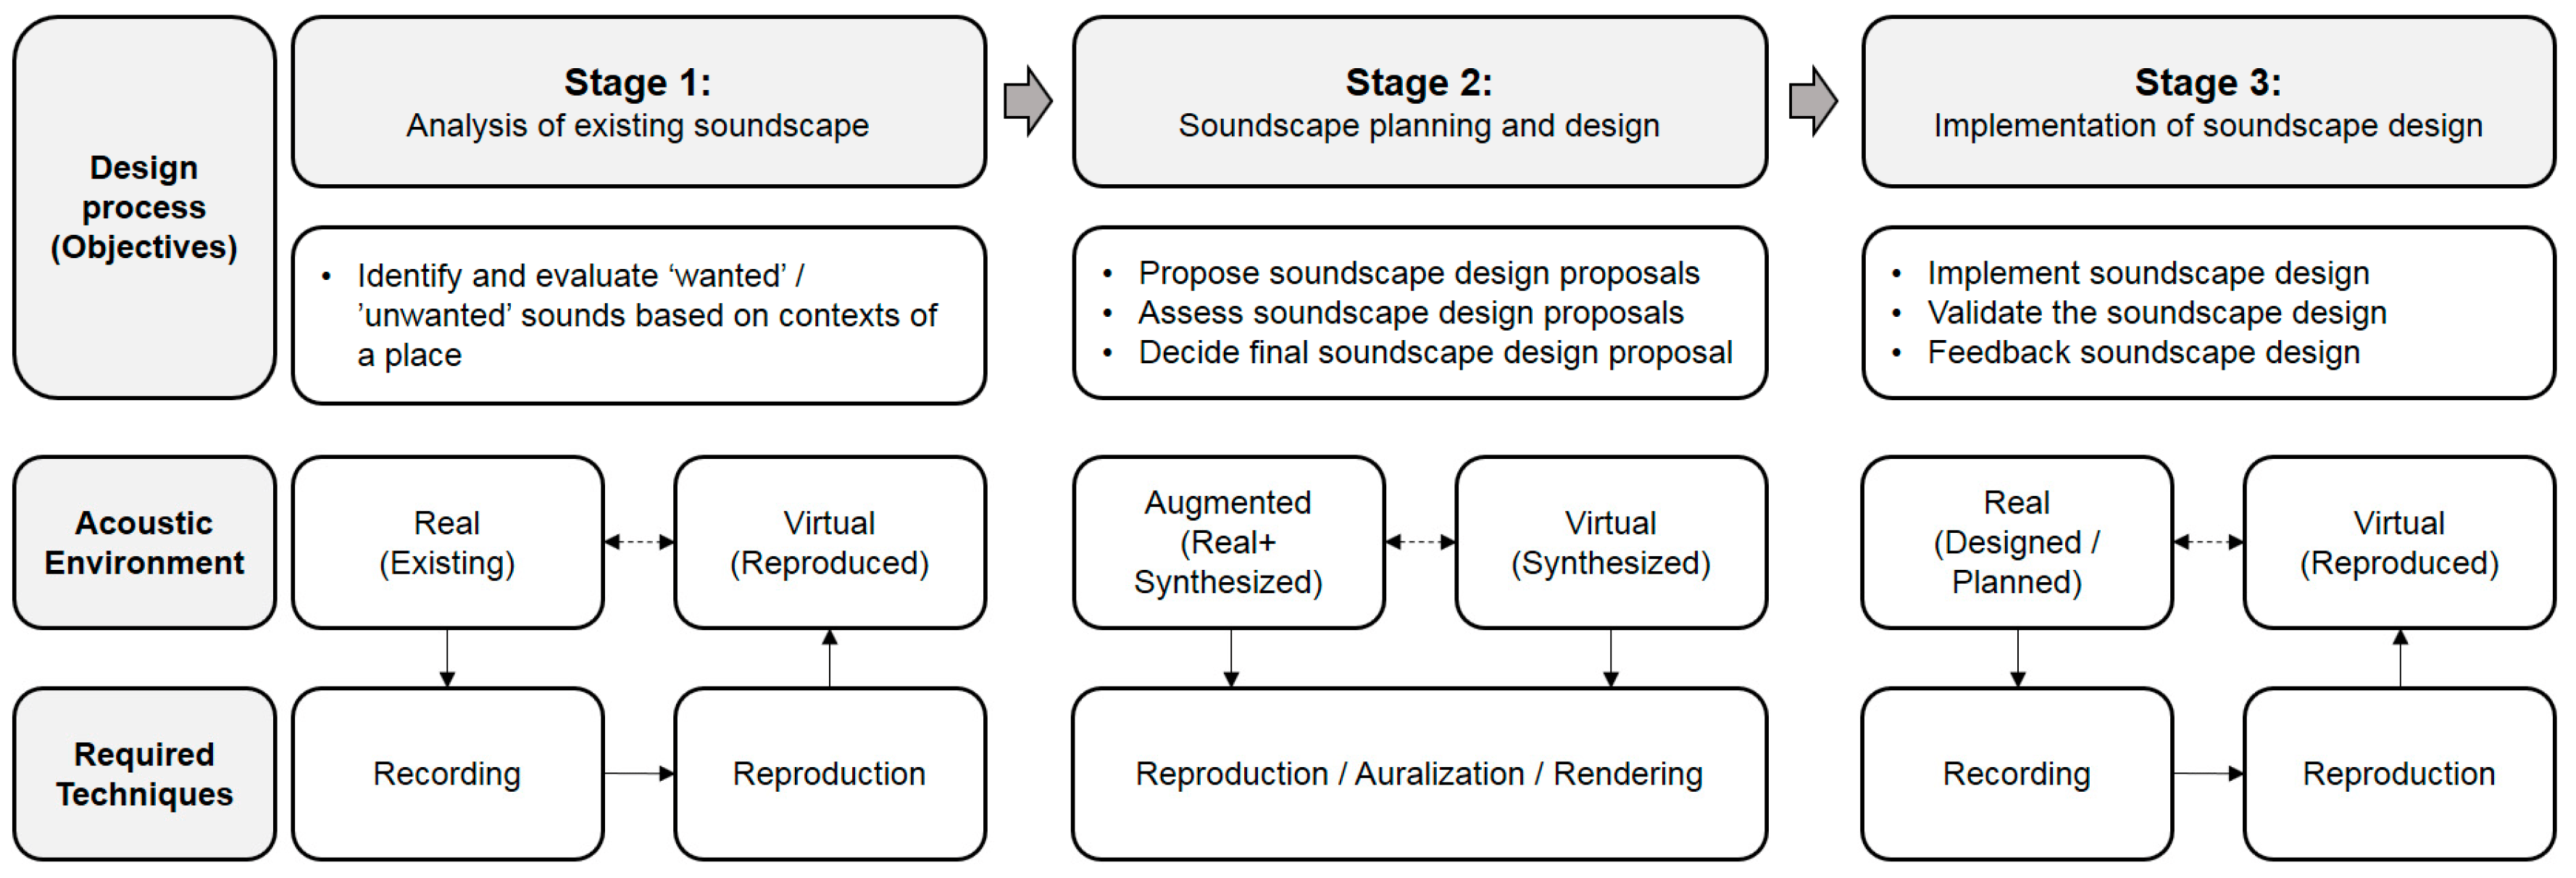 Design
process
(Objectives)
Stage 1:
Analysis of existing soundscape
Stage 2:
Soundscape planning and design
Stage 3:
Implementation of soundscape design
• Identify and evaluate ‘wanted’ /
’unwanted’ sounds based on contexts of
a place
• Propose soundscape design proposals
• Assess soundscape design proposals
• Decide final soundscape design proposal
• Implement soundscape design
• Validate the soundscape design
• Feedback soundscape design
Acoustic
Environment
Real
(Existing)
Virtual
(Reproduced)
Augmented
(Real+
Synthesized)
Virtual
(Synthesized)
Real
(Designed /
Planned)
Virtual
(Reproduced)
Required
Techniques
Recording
Reproduction
Reproduction / Auralization / Rendering
Recording
Reproduction